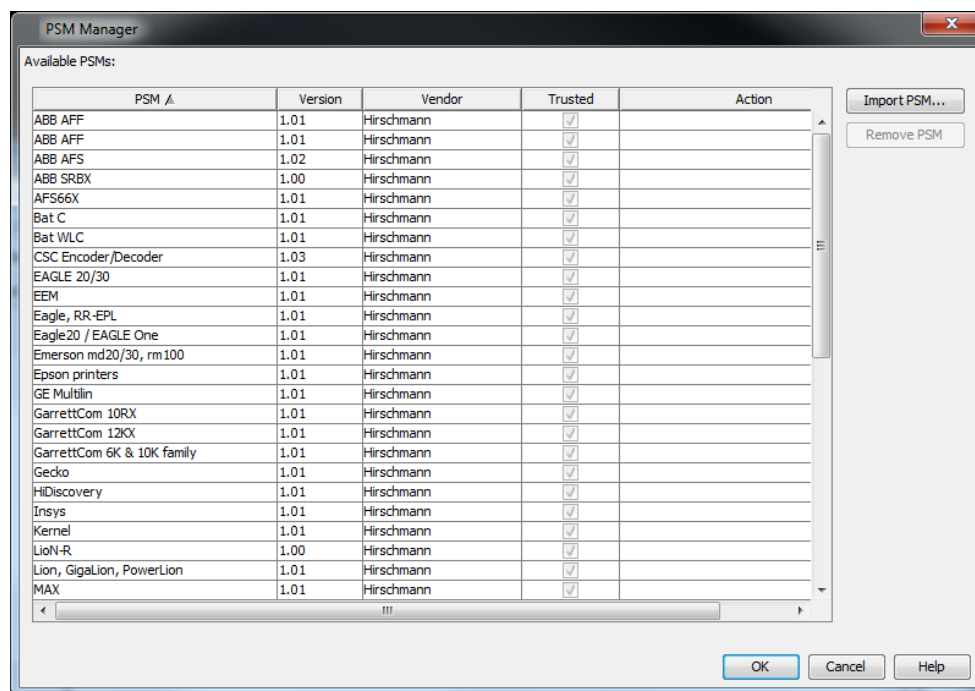 PSM Manager
Available PSMs:
PSM Version Vendor Trusted Action
Import PSM...
ABB AFF 1.01 Hirschmann
Remove PSM
ABB AFF 1.01 Hirschmann
ABB AFS 1.02 Hirschmann
ABB SRBX 1.00 Hirschmann
AFS66X 1.01 Hirschmann
Bat C 1.01 Hirschmann
Bat WLC 1.01 Hirschmann
CSC Encoder/Decoder 1.03 Hirschmann
EAGLE 20/30 1.01 Hirschmann
EEM 1.01 Hirschmann
Eagle, RR-EPL 1.01 Hirschmann
Eagle20 / EAGLE One 1.01 Hirschmann
Emerson md20/30, rm100 1.01 Hirschmann
Epson printers 1.01 Hirschmann
GE Multilin 1.01 Hirschmann
GarrettCom 10RX 1.01 Hirschmann
GarrettCom 12KX 1.01 Hirschmann
GarrettCom 6K & 10K family 1.01 Hirschmann
Gecko 1.01 Hirschmann
HiDiscovery 1.01 Hirschmann
Insys 1.01 Hirschmann
Kernel 1.01 Hirschmann
LioN-R 1.00 Hirschmann
Lion, GigaLion, PowerLion 1.01 Hirschmann
MAX 1.01 Hirschmann
OK Cancel Help